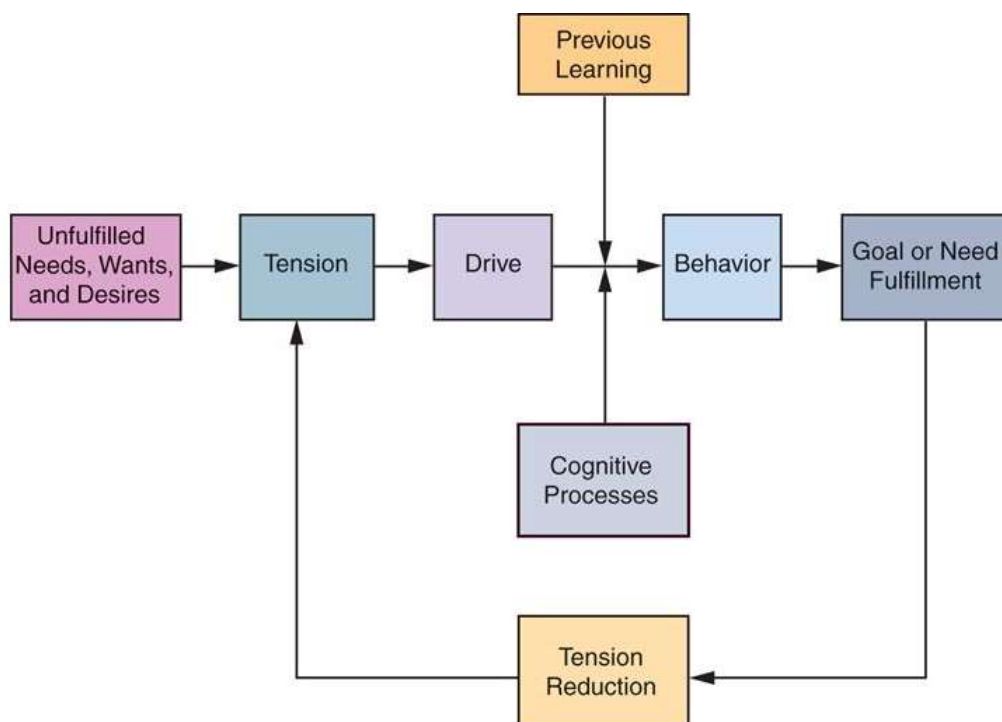 Previous
Learning
Unfulfilled
Needs, Wants,
and Desires
Tension
Drive
Behavior
Goal or Need
Fulfillment
Cognitive
Processes
Tension
Reduction